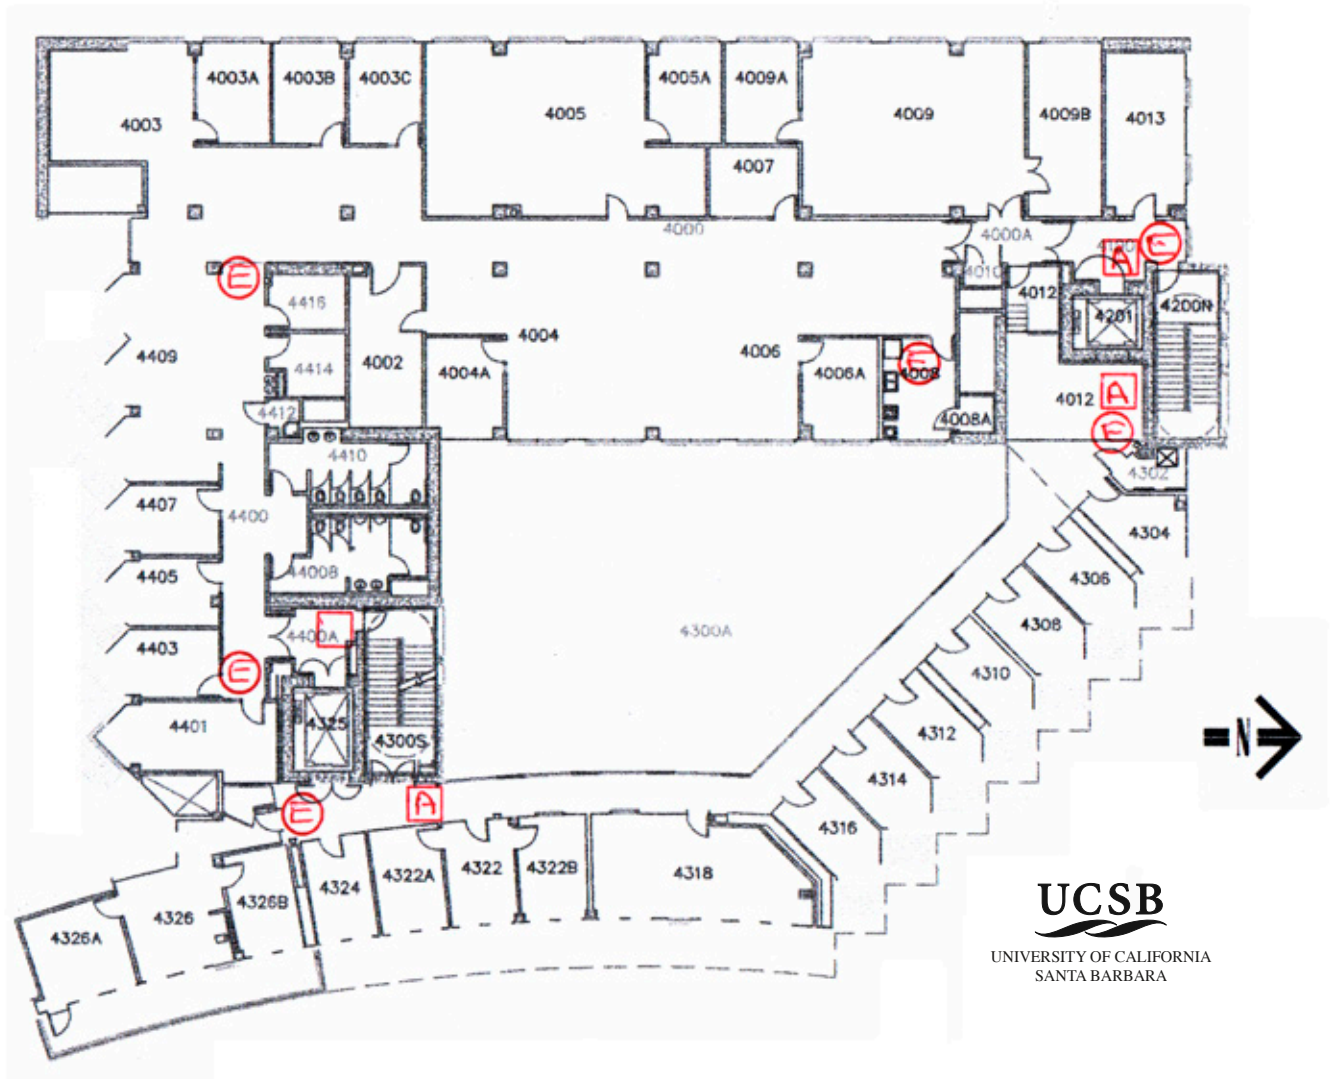 4003A 4003B 4003C 4005A 4009A
4003 4005 4009 4009B 4013
4007
4000 4000A
E A E
4010
4416 4012 4201 4200N
4409 4002 4004 4006 E
4414 4004A 4006A 4008
4412 4008A 4012 A
E
4410 4302
4407 4400 4304
4405 4400B 4306
4400A 4300A 4308
4403
E 4310
4401 4325 4300S 4312
N
4314
E A 4316
4324 4322A 4322 4322B 4318
4326B
4326
4326A
UCSB
UNIVERSITY OF CALIFORNIA
SANTA BARBARA